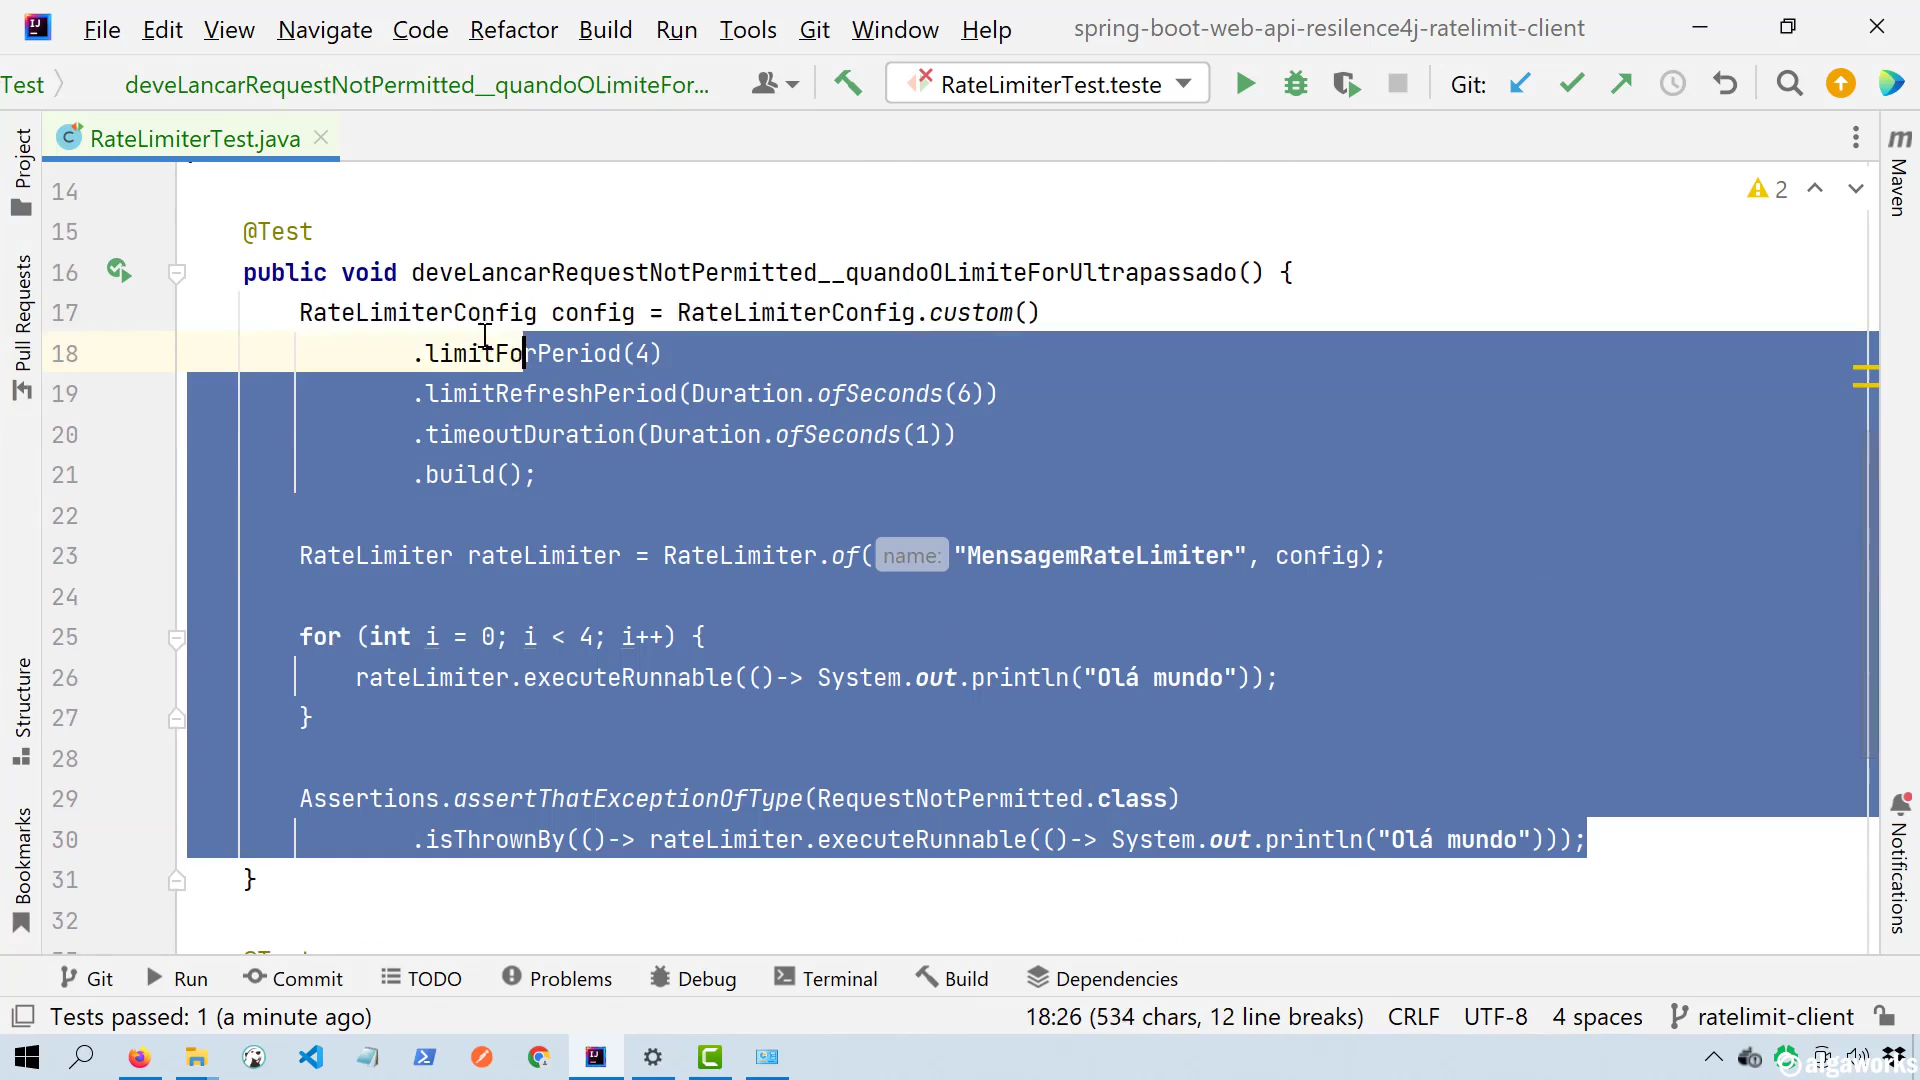 File Edit View Navigate Code Refactor Build Run Tools Git Window Help spring-boot-web-api-resilence4j-ratelimit-client
Test deveLancarRequestNotPermitted__quandoOLimiteFor... RateLimiterTest.teste Git:
RateLimiterTest.java
Project
Pull Requests
Structure
Bookmarks
Maven
Notifications
2
14
15 @Test
16 public void deveLancarRequestNotPermitted__quandoOLimiteForUltrapassado() {
17 RateLimiterConfig config = RateLimiterConfig.custom()
18 .limitForPeriod(4)
19 .limitRefreshPeriod(Duration.ofSeconds(6))
20 .timeoutDuration(Duration.ofSeconds(1))
21 .build();
22
23 RateLimiter rateLimiter = RateLimiter.of( name: "MensagemRateLimiter", config);
24
25 for (int i = 0; i < 4; i++) {
26 rateLimiter.executeRunnable(()-> System.out.println("Olá mundo"));
27 }
28
29 Assertions.assertThatExceptionOfType(RequestNotPermitted.class)
30 .isThrownBy(()-> rateLimiter.executeRunnable(()-> System.out.println("Olá mundo")));
31 }
32
Git Run Commit TODO Problems Debug Terminal Build Dependencies
Tests passed: 1 (a minute ago) 18:26 (534 chars, 12 line breaks) CRLF UTF-8 4 spaces ratelimit-client
algaworks